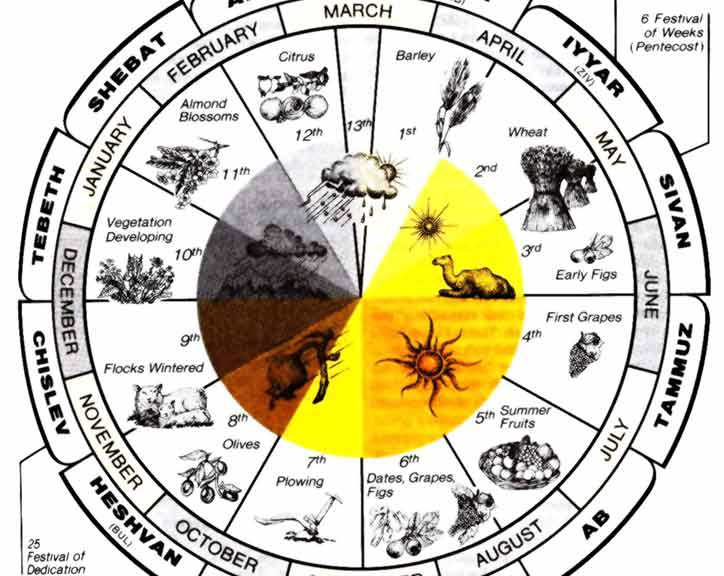 MARCH
APRIL
MAY
JUNE
JULY
AUGUST
OCTOBER
NOVEMBER
DECEMBER
JANUARY
FEBRUARY
IYYAR
(ZIV)
SIVAN
TAMMUZ
AB
HESHVAN
(BUL)
CHISLEV
TEBETH
SHEBAT
6 Festival
of Weeks
(Pentecost)
25
Festival of
Dedication
13th
Barley
1st
Wheat
2nd
3rd
Early Figs
First Grapes
4th
5th Summer
Fruits
6th
Dates, Grapes,
Figs
7th
Plowing
8th
Olives
9th
Flocks Wintered
Vegetation
Developing
10th
Almond
Blossoms
11th
Citrus
12th